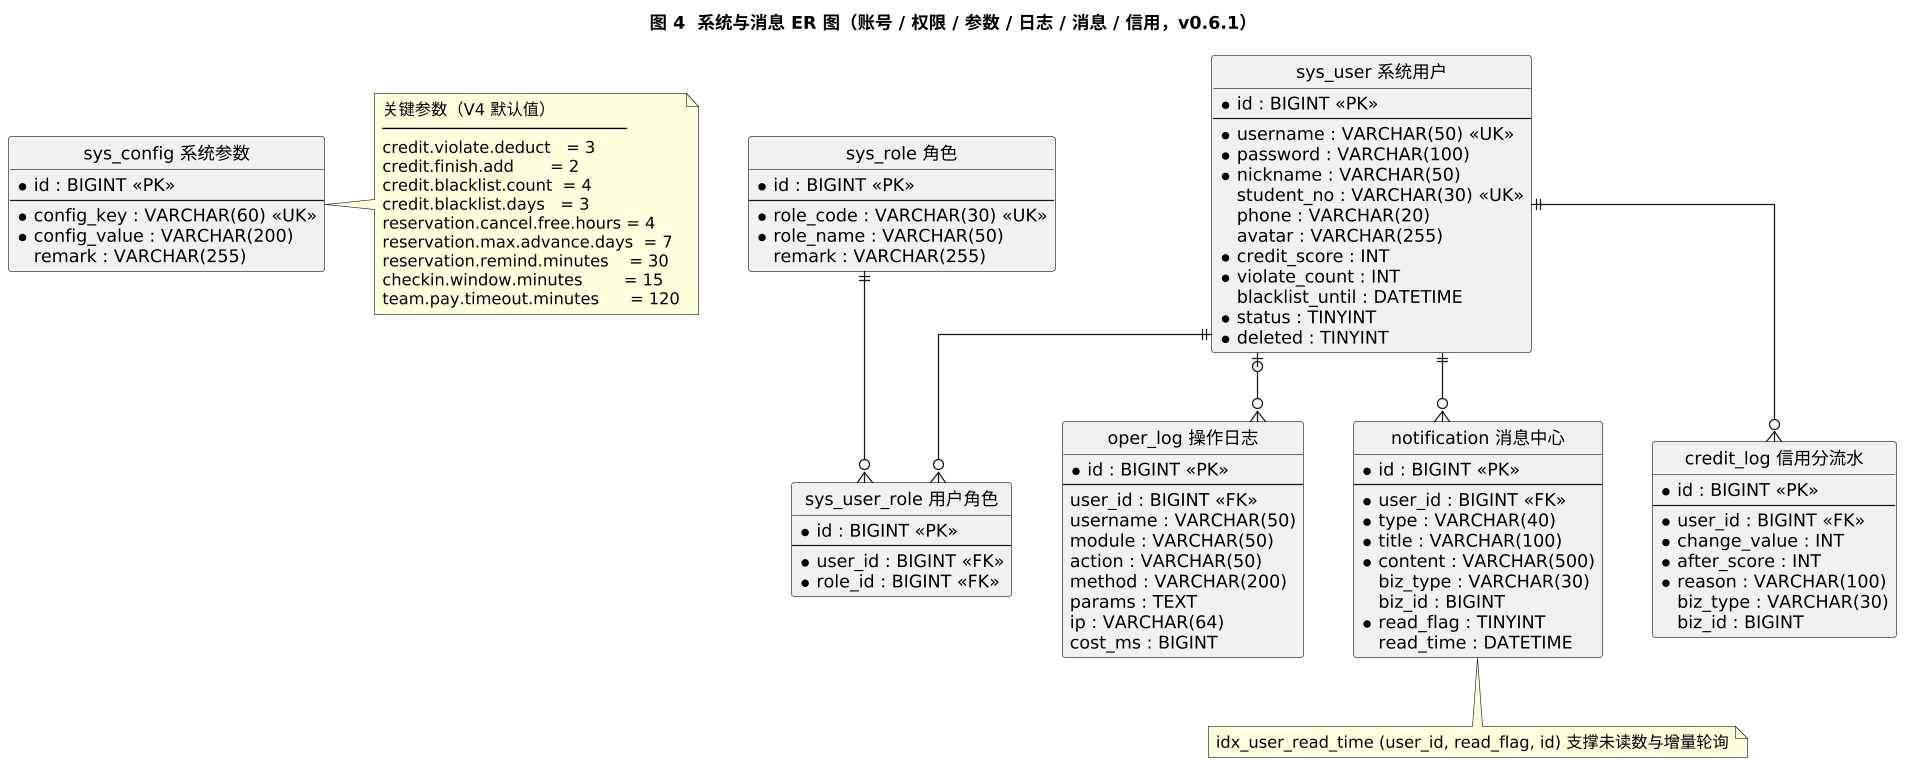 图 4  系统与消息 ER 图（账号 / 权限 / 参数 / 日志 / 消息 / 信用，v0.6.1）
sys_config 系统参数
id : BIGINT «PK»
config_key : VARCHAR(60) «UK»
config_value : VARCHAR(200)
remark : VARCHAR(255)
关键参数（V4 默认值）
credit.violate.deduct = 3
credit.finish.add = 2
credit.blacklist.count = 4
credit.blacklist.days = 3
reservation.cancel.free.hours = 4
reservation.max.advance.days = 7
reservation.remind.minutes = 30
checkin.window.minutes = 15
team.pay.timeout.minutes = 120
sys_role 角色
id : BIGINT «PK»
role_code : VARCHAR(30) «UK»
role_name : VARCHAR(50)
remark : VARCHAR(255)
sys_user 系统用户
id : BIGINT «PK»
username : VARCHAR(50) «UK»
password : VARCHAR(100)
nickname : VARCHAR(50)
student_no : VARCHAR(30) «UK»
phone : VARCHAR(20)
avatar : VARCHAR(255)
credit_score : INT
violate_count : INT
blacklist_until : DATETIME
status : TINYINT
deleted : TINYINT
sys_user_role 用户角色
id : BIGINT «PK»
user_id : BIGINT «FK»
role_id : BIGINT «FK»
oper_log 操作日志
id : BIGINT «PK»
user_id : BIGINT «FK»
username : VARCHAR(50)
module : VARCHAR(50)
action : VARCHAR(50)
method : VARCHAR(200)
params : TEXT
ip : VARCHAR(64)
cost_ms : BIGINT
notification 消息中心
id : BIGINT «PK»
user_id : BIGINT «FK»
type : VARCHAR(40)
title : VARCHAR(100)
content : VARCHAR(500)
biz_type : VARCHAR(30)
biz_id : BIGINT
read_flag : TINYINT
read_time : DATETIME
credit_log 信用分流水
id : BIGINT «PK»
user_id : BIGINT «FK»
change_value : INT
after_score : INT
reason : VARCHAR(100)
biz_type : VARCHAR(30)
biz_id : BIGINT
idx_user_read_time (user_id, read_flag, id) 支撑未读数与增量轮询